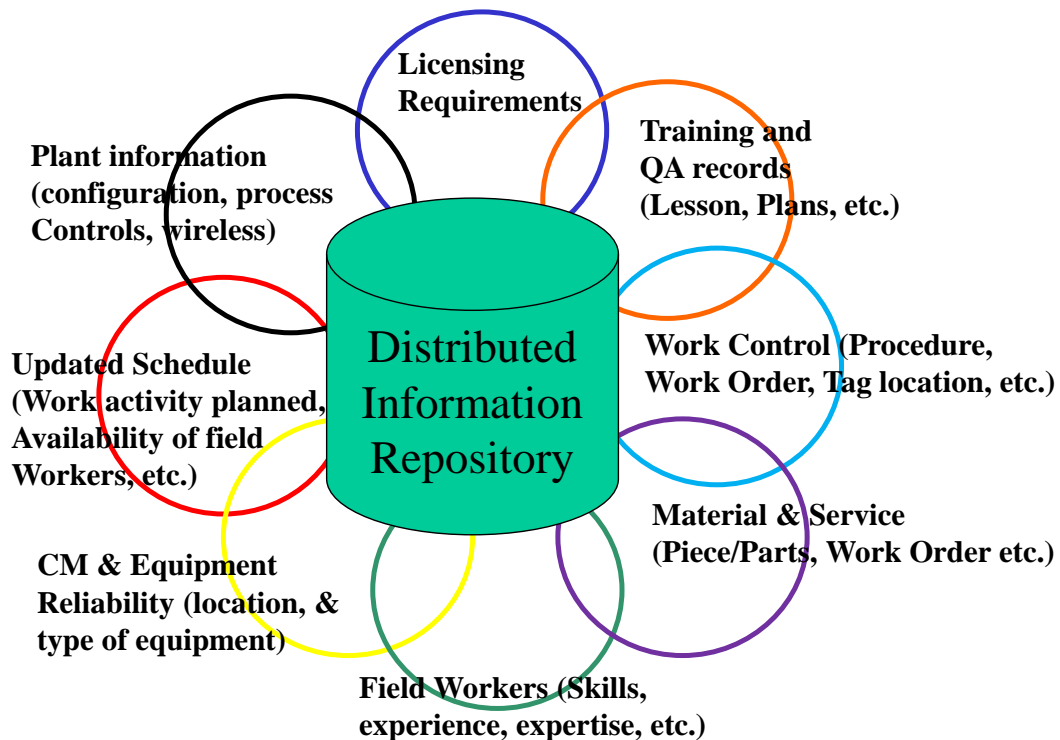 Licensing
Requirements
Training and
QA records
(Lesson, Plans, etc.)
Plant information
(configuration, process
Controls, wireless)
Distributed
Information
Repository
Work Control (Procedure,
Work Order, Tag location, etc.)
Updated Schedule
(Work activity planned,
Availability of field
Workers, etc.)
Material & Service
(Piece/Parts, Work Order etc.)
CM & Equipment
Reliability (location, &
type of equipment)
Field Workers (Skills,
experience, expertise, etc.)